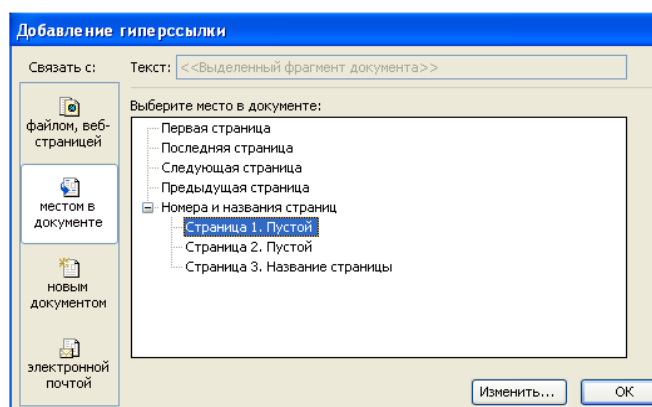 Добавление гиперссылки
Связать с:
Текст: <<Выделенный фрагмент документа>>
Выберите место в документе:
файлом, веб-
страницей
местом в
документе
новым
документом
электронной
почтой
Первая страница
Последняя страница
Следующая страница
Предыдущая страница
Номера и названия страниц
Страница 1. Пустой
Страница 2. Пустой
Страница 3. Название страницы
Изменить...
ОК